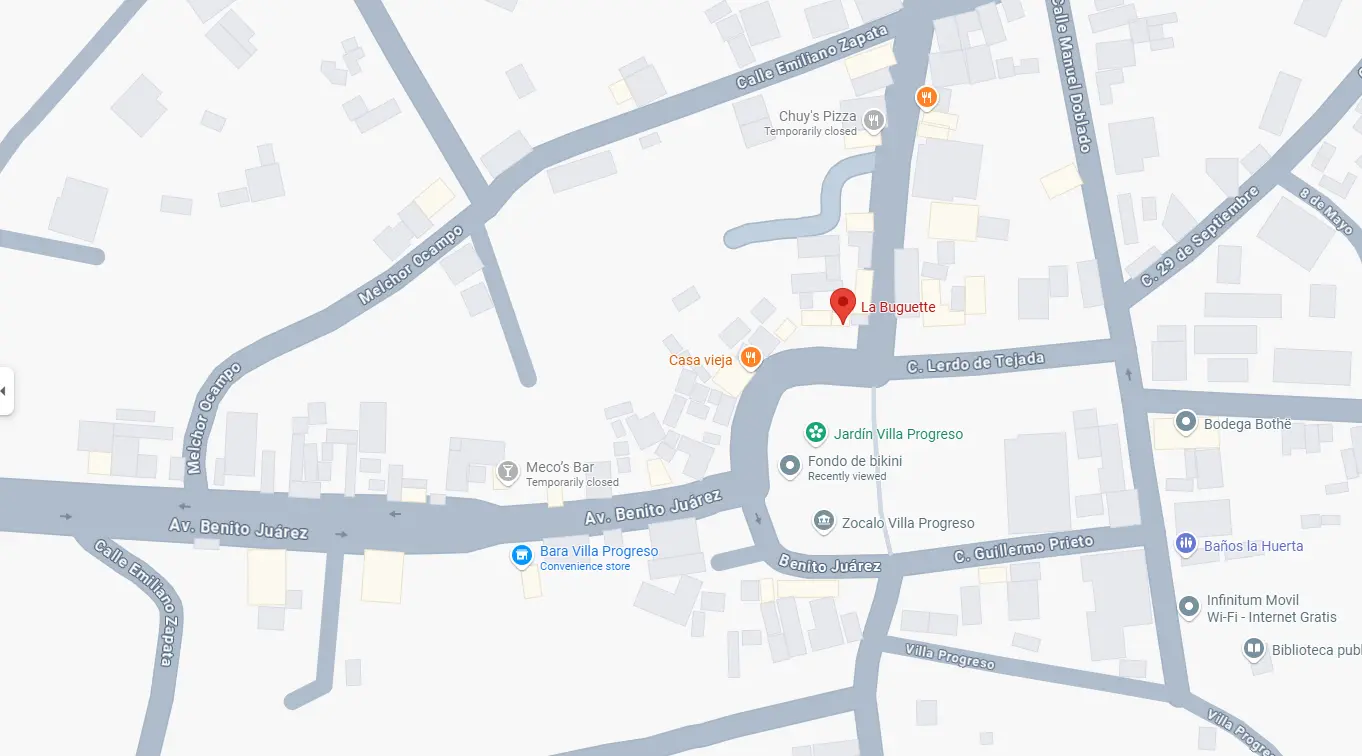 Calle Emiliano Zapata
Calle Manuel Doblado
Chuy's Pizza
Temporarily closed
C. 29 de Septiembre
8 de Mayo
Melchor Ocampo
La Buguette
Casa vieja
C. Lerdo de Tejada
Melchor Ocampo
Jardín Villa Progreso
Bodega Bothë
Meco's Bar
Temporarily closed
Fondo de bikini
Recently viewed
Av. Benito Juárez
Av. Benito Juárez
Zocalo Villa Progreso
Calle Emiliano Zapata
Bara Villa Progreso
Convenience store
Benito Juárez
C. Guillermo Prieto
Baños la Huerta
Infinitum Movil
Wi-Fi - Internet Gratis
Villa Progreso
Biblioteca publ
Villa Progre